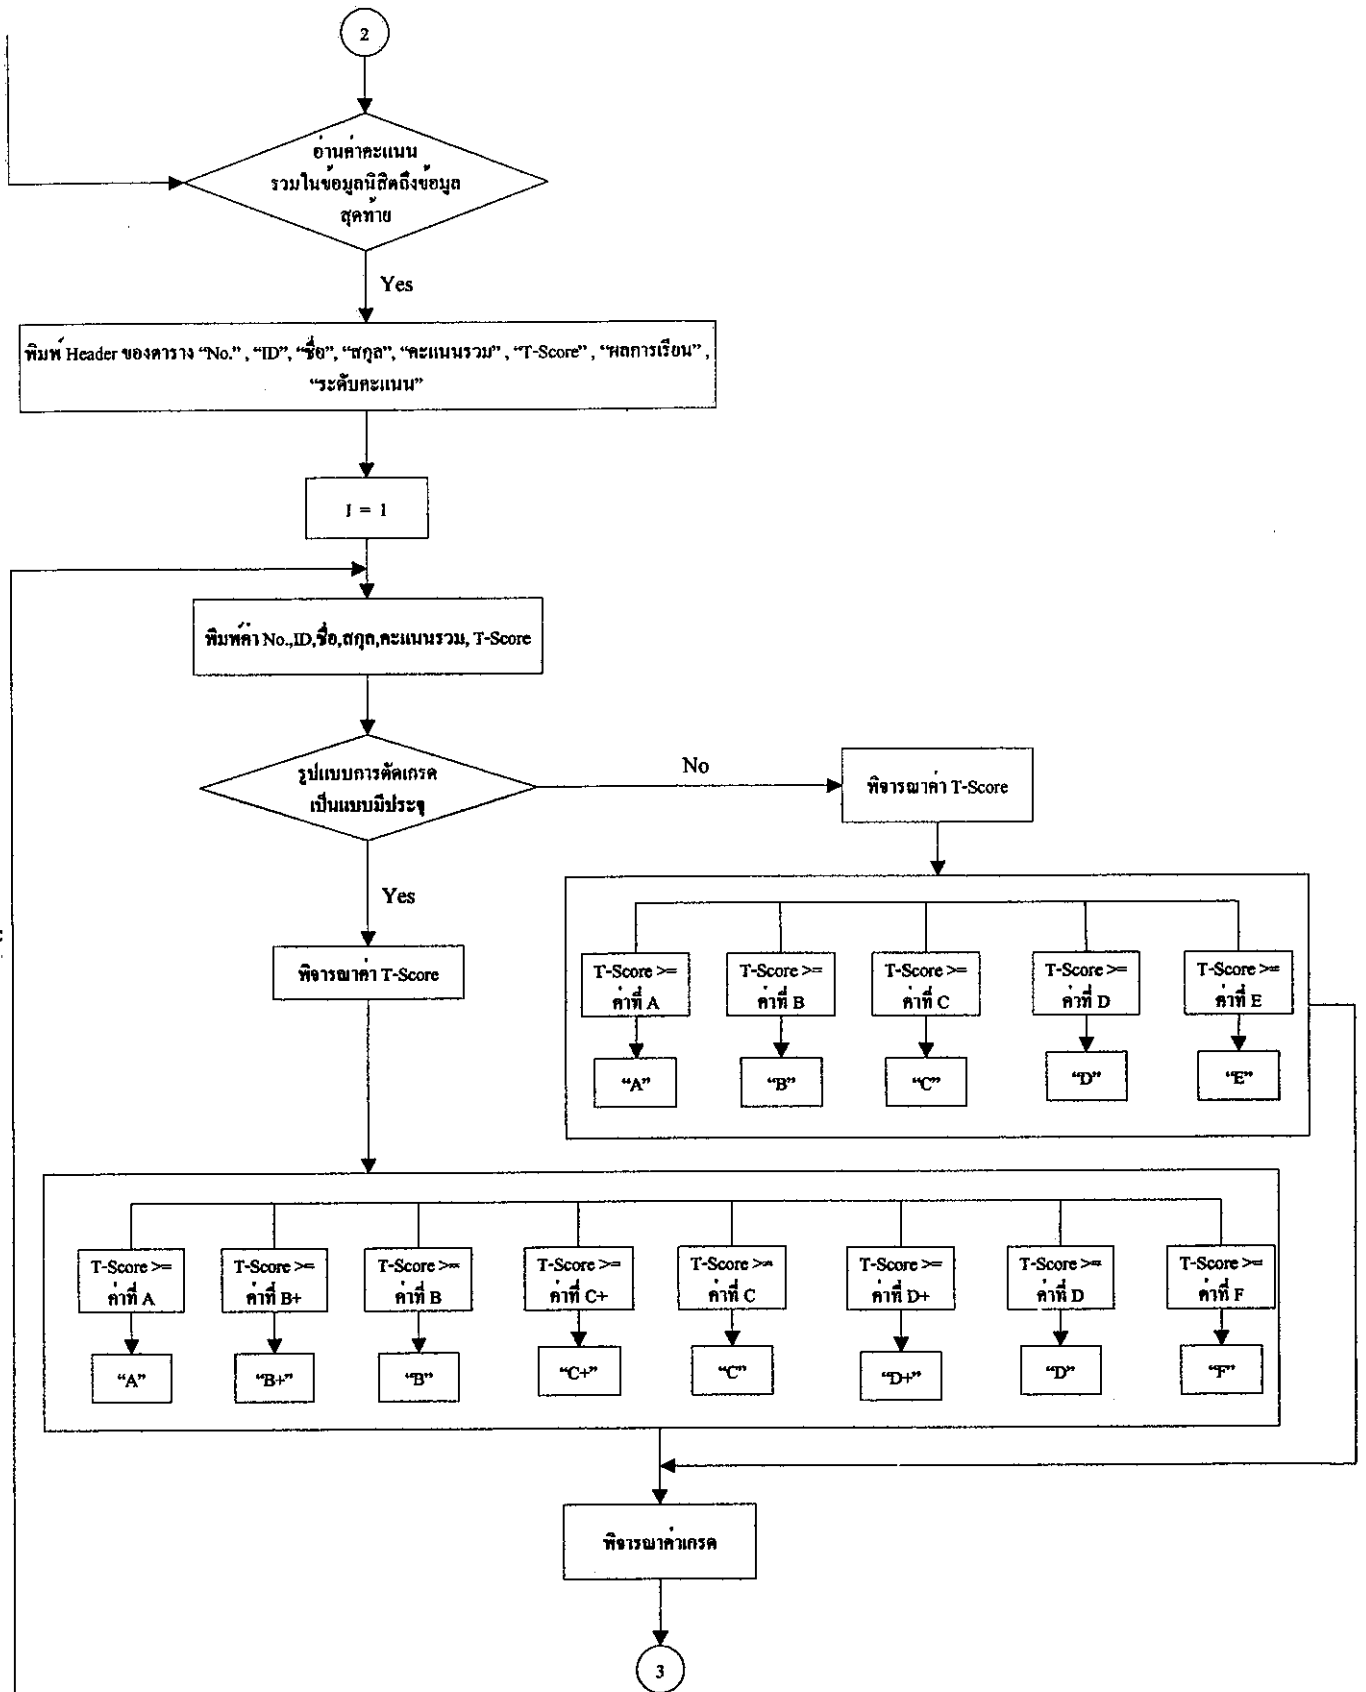 2
อ่านค่าคะแนน
รวมในข้อมูลนิสิตถึงข้อมูล
สุดท้าย
Yes
พิมพ์ Header ของตาราง “No.” , “ID”, “ชื่อ”, “สกุล”, “คะแนนรวม” , “T-Score” , “ผลการเรียน” ,
“ระดับคะแนน”
I = 1
พิมพ์ค่า No.,ID,ชื่อ,สกุล,คะแนนรวม, T-Score
รูปแบบการตัดเกรด
เป็นแบบมีประจุ
No
พิจารณาค่า T-Score
Yes
พิจารณาค่า T-Score
T-Score >=
ค่าที่ A
T-Score >=
ค่าที่ B
T-Score >=
ค่าที่ C
T-Score >=
ค่าที่ D
T-Score >=
ค่าที่ E
“A”
“B”
“C”
“D”
“E”
T-Score >=
ค่าที่ A
T-Score >=
ค่าที่ B+
T-Score >=
ค่าที่ B
T-Score >=
ค่าที่ C+
T-Score >=
ค่าที่ C
T-Score >=
ค่าที่ D+
T-Score >=
ค่าที่ D
T-Score >=
ค่าที่ F
“A”
“B+”
“B”
“C+”
“C”
“D+”
“D”
“F”
พิจารณาค่าเกรด
3